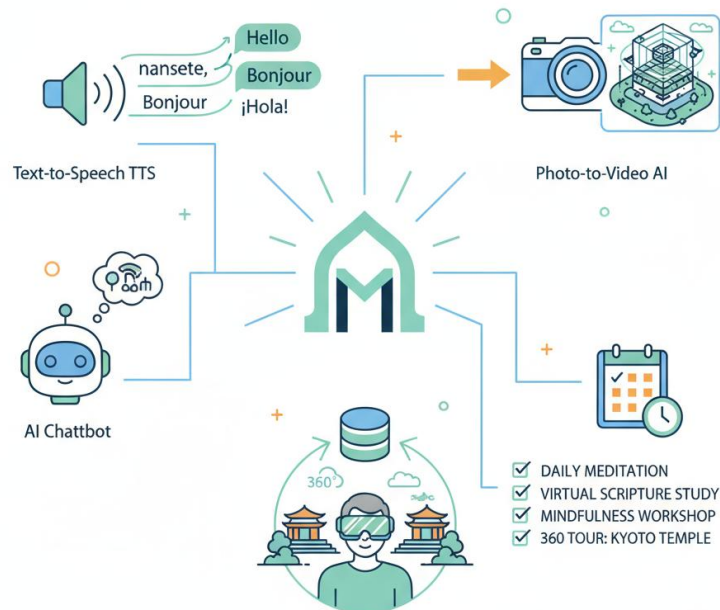 Hello
nansete,
Bonjour
Bonjour
¡Hola!
Text-to-Speech TTS
Photo-to-Video AI
AI Chattbot
M
360°
DAILY MEDITATION
VIRTUAL SCRIPTURE STUDY
MINDFULNESS WORKSHOP
360 TOUR: KYOTO TEMPLE